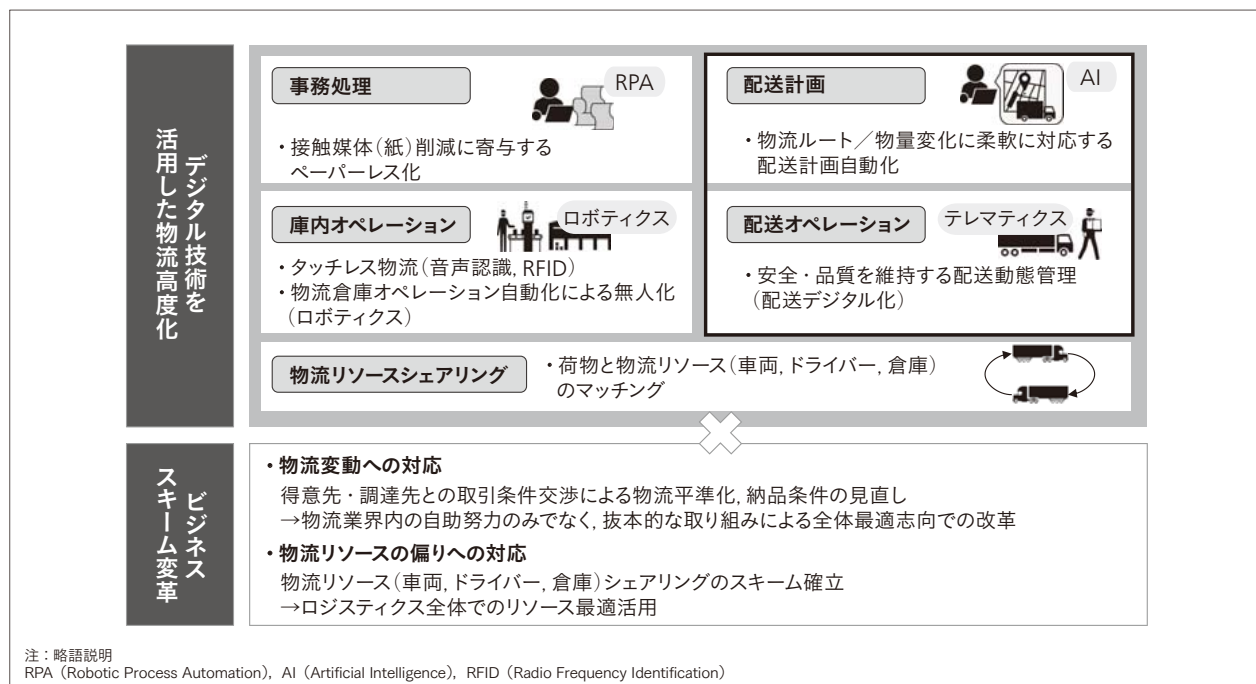 デジタル技術を
活用した物流高度化
事務処理
RPA
・接触媒体（紙）削減に寄与する
ペーパーレス化
配送計画
AI
・物流ルート／物量変化に柔軟に対応する
配送計画自動化
庫内オペレーション
ロボティクス
・タッチレス物流（音声認識, RFID）
・物流倉庫オペレーション自動化による無人化
（ロボティクス）
配送オペレーション
テレマティクス
・安全・品質を維持する配送動態管理
（配送デジタル化）
物流リソースシェアリング
・荷物と物流リソース（車両, ドライバー, 倉庫）
のマッチング
ビジネス
スキーム変革
・物流変動への対応
得意先・調達先との取引条件交渉による物流平準化, 納品条件の見直し
→物流業界内の自助努力のみでなく, 抜本的な取り組みによる全体最適志向での改革
・物流リソースの偏りへの対応
物流リソース（車両, ドライバー, 倉庫）シェアリングのスキーム確立
→ロジスティクス全体でのリソース最適活用
注：略語説明
RPA（Robotic Process Automation）, AI（Artificial Intelligence）, RFID（Radio Frequency Identification）